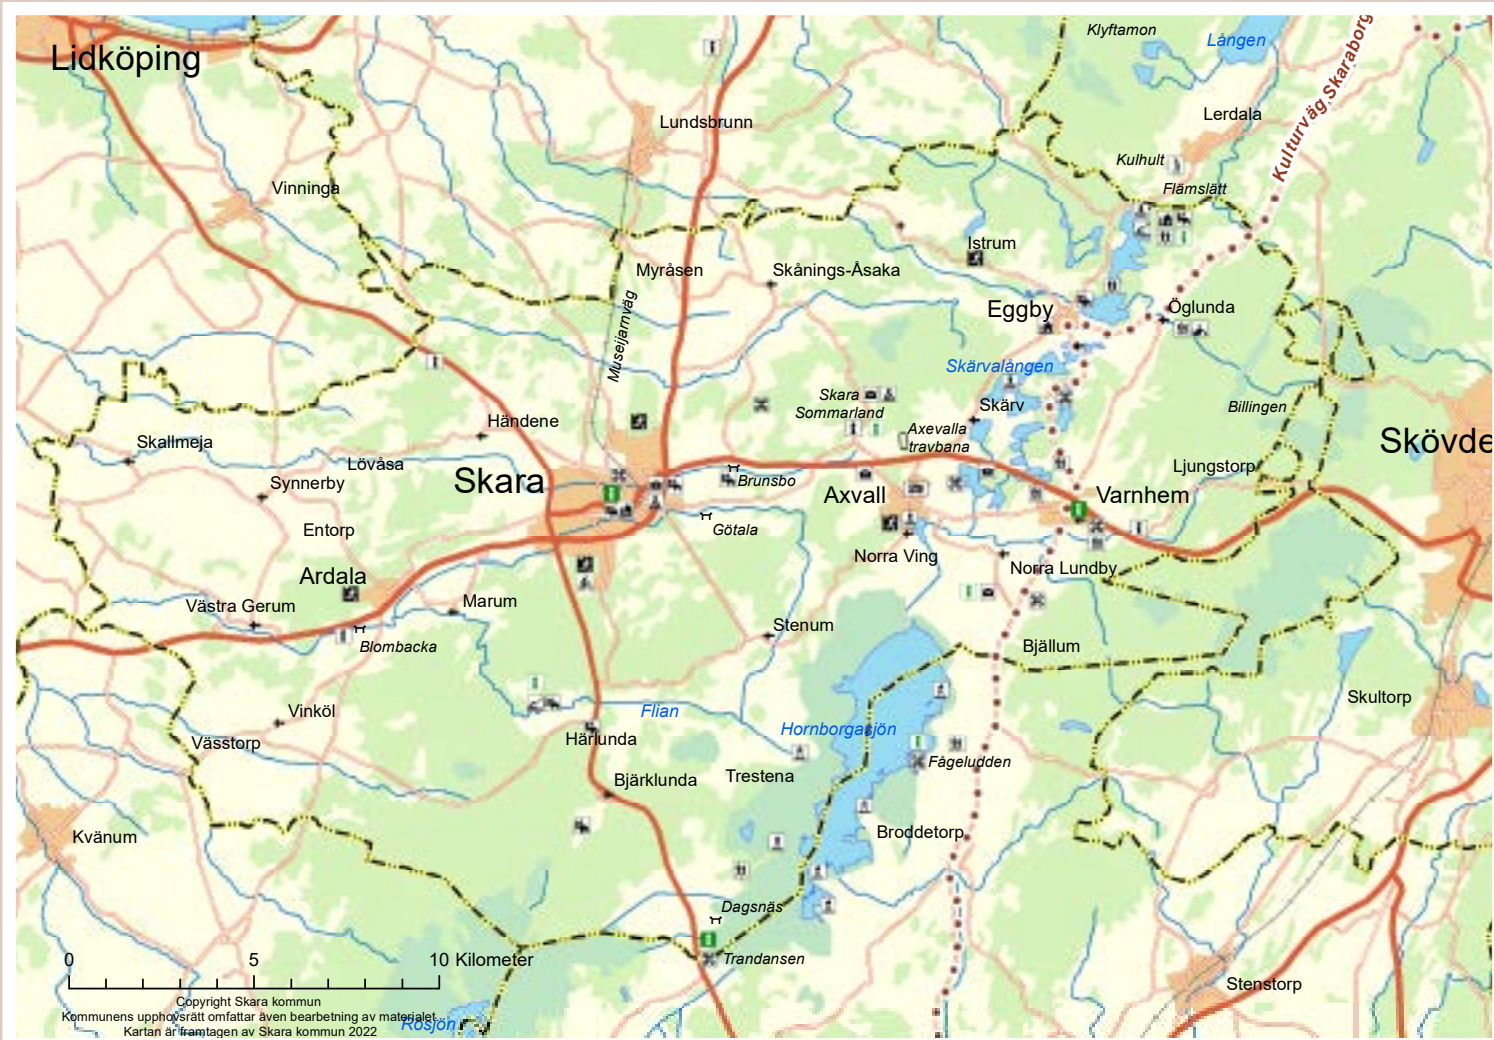 Klyftamon
Lången
Lidköping
Kulturväg Skaraborg
Lerdala
Lundsbrunn
Kulhult
Flämslätt
Vinninga
Istrum
Myråsen
Skånings-Åsaka
Museijarnväg
Eggby
Öglunda
Skärvalången
Skara
Sommarland
Skärv
Billingen
Händene
Axevalla
travbana
Skallmeja
Skövde
Lövåsa
Ljungstorp
Synnerby
Skara
Brunsbo
Axvall
Varnhem
Entorp
Götala
Norra Ving
Norra Lundby
Ardala
Västra Gerum
Marum
Stenum
Blombacka
Bjällum
Skultorp
Vinköl
Flian
Hornborgasjön
Vässtorp
Härlunda
Fågeludden
Bjärklunda
Trestena
Kvänum
Broddetorp
Dagsnäs
Trandansen
0 5 10 Kilometer
Stenstorp
Copyright Skara kommun
Kommunens upphovsrätt omfattar även bearbetning av materialet.
Rösjön
Kartan är framtagen av Skara kommun 2022